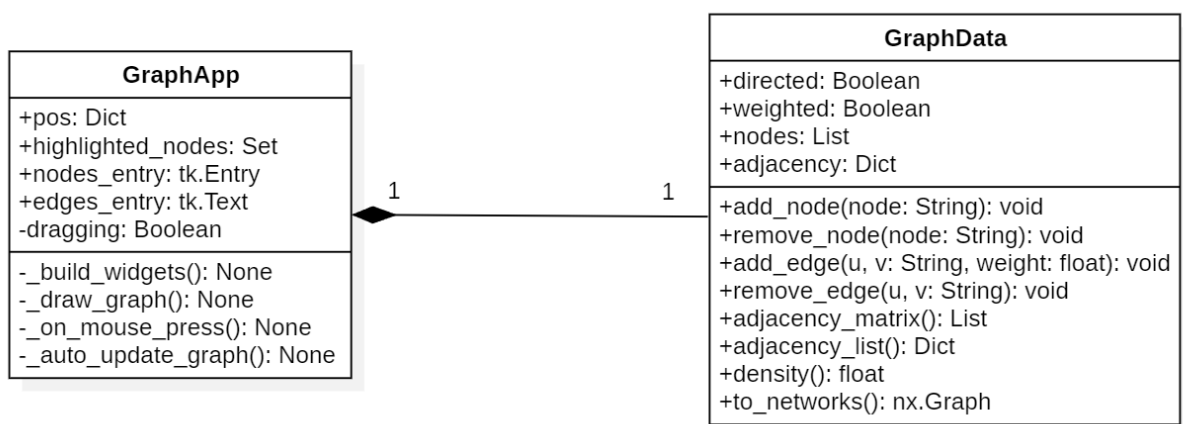 GraphApp
+pos: Dict
+highlighted_nodes: Set
+nodes_entry: tk.Entry
+edges_entry: tk.Text
-dragging: Boolean
-_build_widgets(): None
-_draw_graph(): None
-_on_mouse_press(): None
-_auto_update_graph(): None
1
1
GraphData
+directed: Boolean
+weighted: Boolean
+nodes: List
+adjacency: Dict
+add_node(node: String): void
+remove_node(node: String): void
+add_edge(u, v: String, weight: float): void
+remove_edge(u, v: String): void
+adjacency_matrix(): List
+adjacency_list(): Dict
+density(): float
+to_networks(): nx.Graph